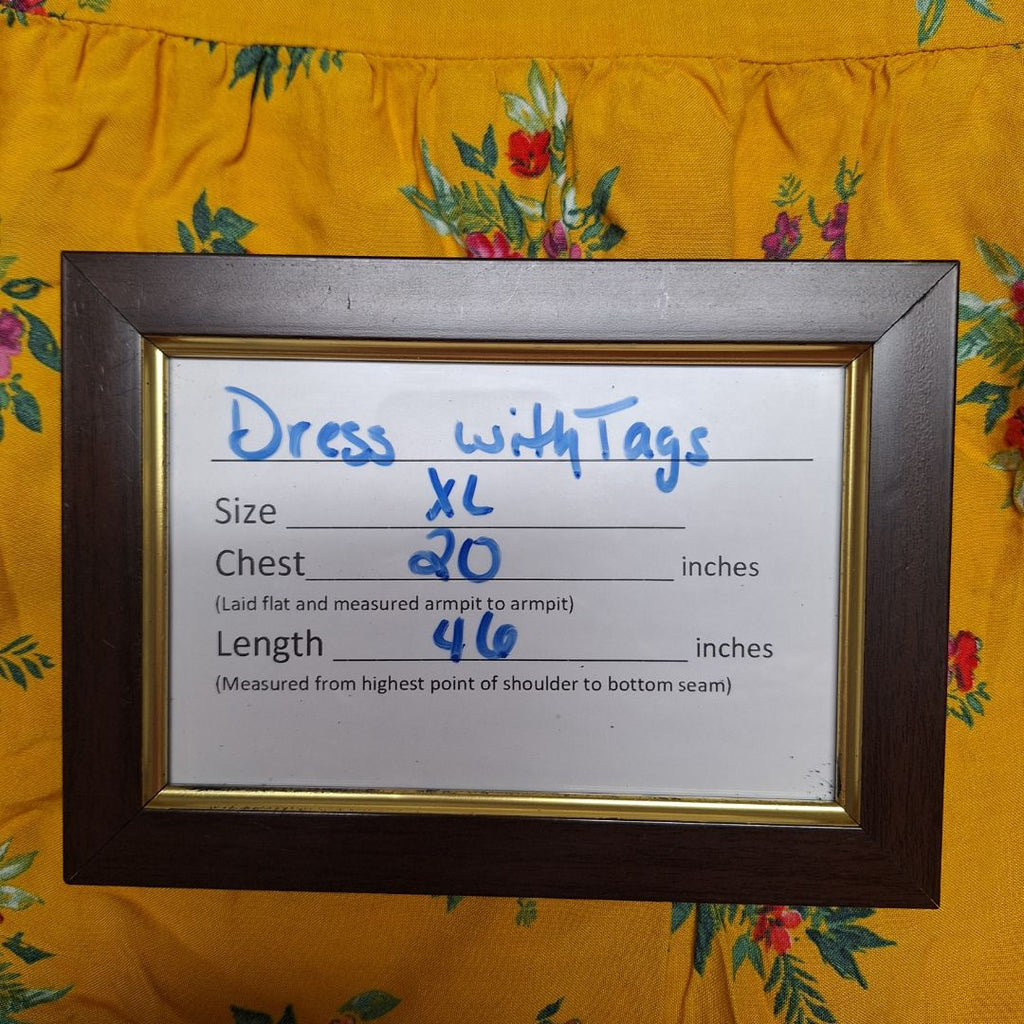 Dress with Tags
Size XL
Chest 20 inches
(Laid flat and measured armpit to armpit)
Length 46 inches
(Measured from highest point of shoulder to bottom seam)